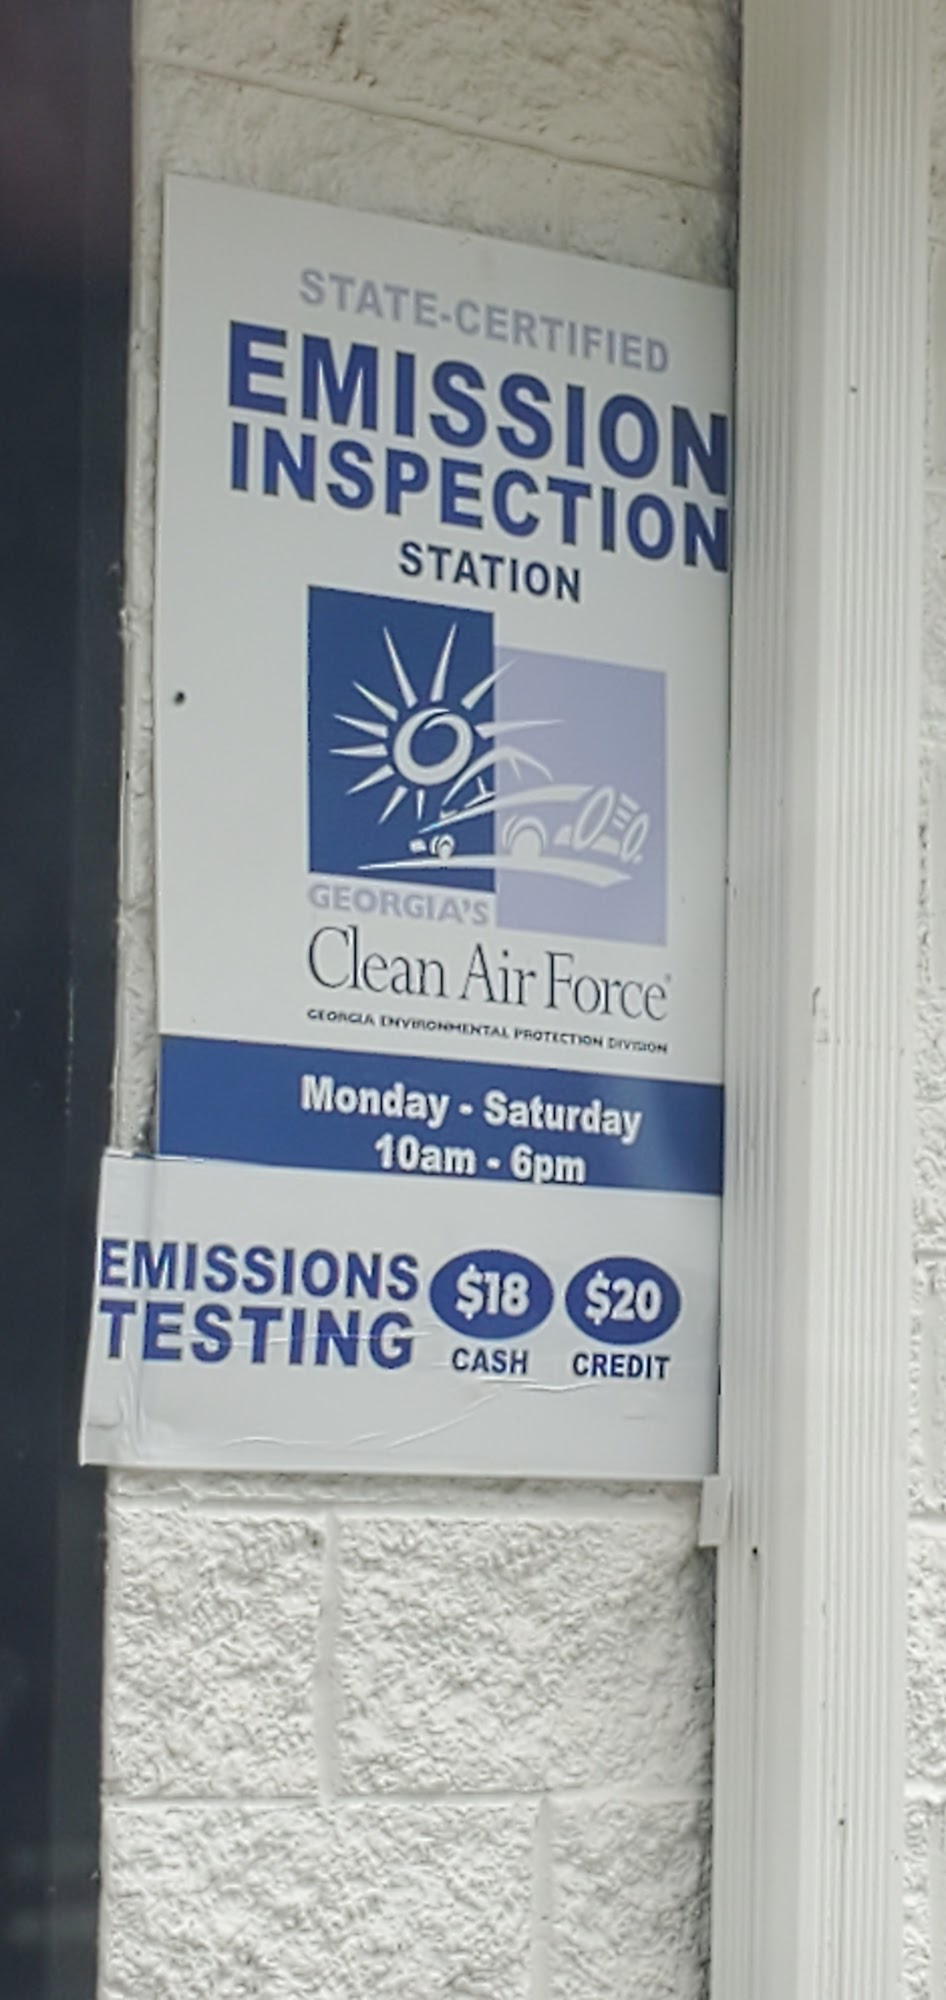 STATE-CERTIFIED
EMISSION
INSPECTION
STATION
GEORGIA'S
Clean Air Force®
GEORGIA ENVIRONMENTAL PROTECTION DIVISION
Monday - Saturday
10am - 6pm
EMISSIONS
TESTING
$18
CASH
$20
CREDIT